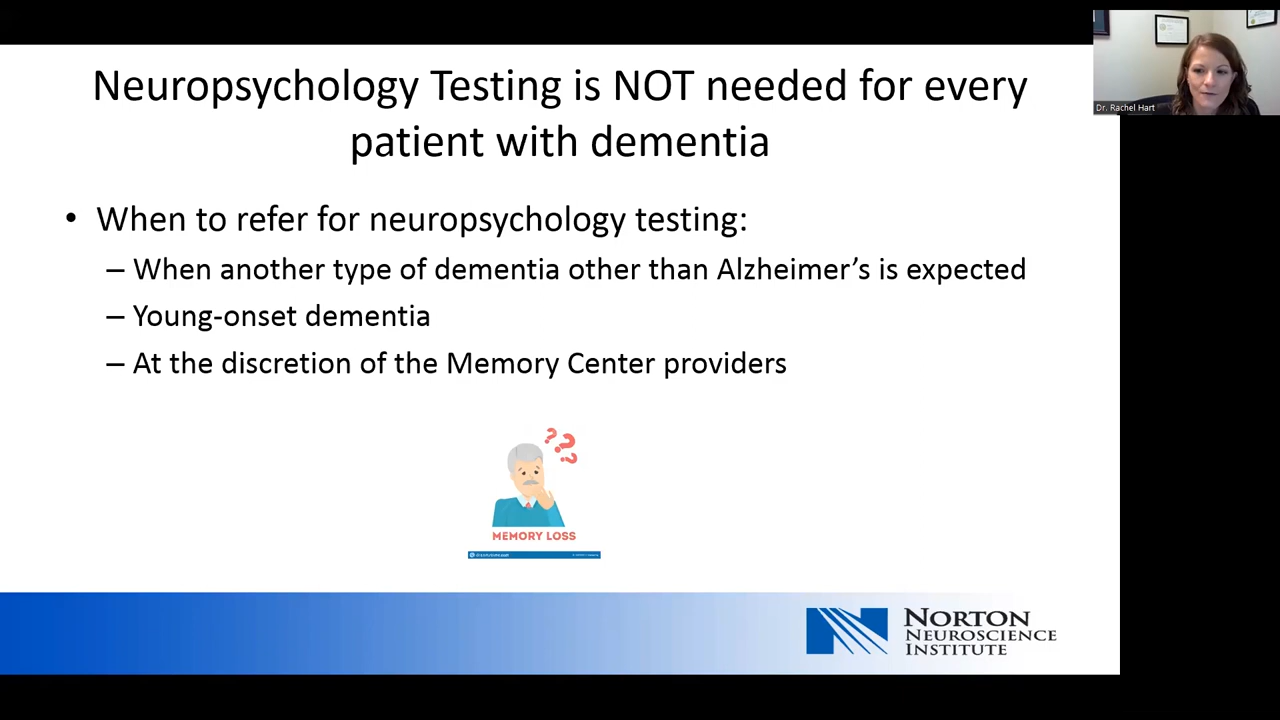 Neuropsychology Testing is NOT needed for every
patient with dementia
• When to refer for neuropsychology testing:
– When another type of dementia other than Alzheimer’s is expected
– Young-onset dementia
– At the discretion of the Memory Center providers
MEMORY LOSS
NORTON
NEUROSCIENCE
INSTITUTE
Dr. Rachel Hart